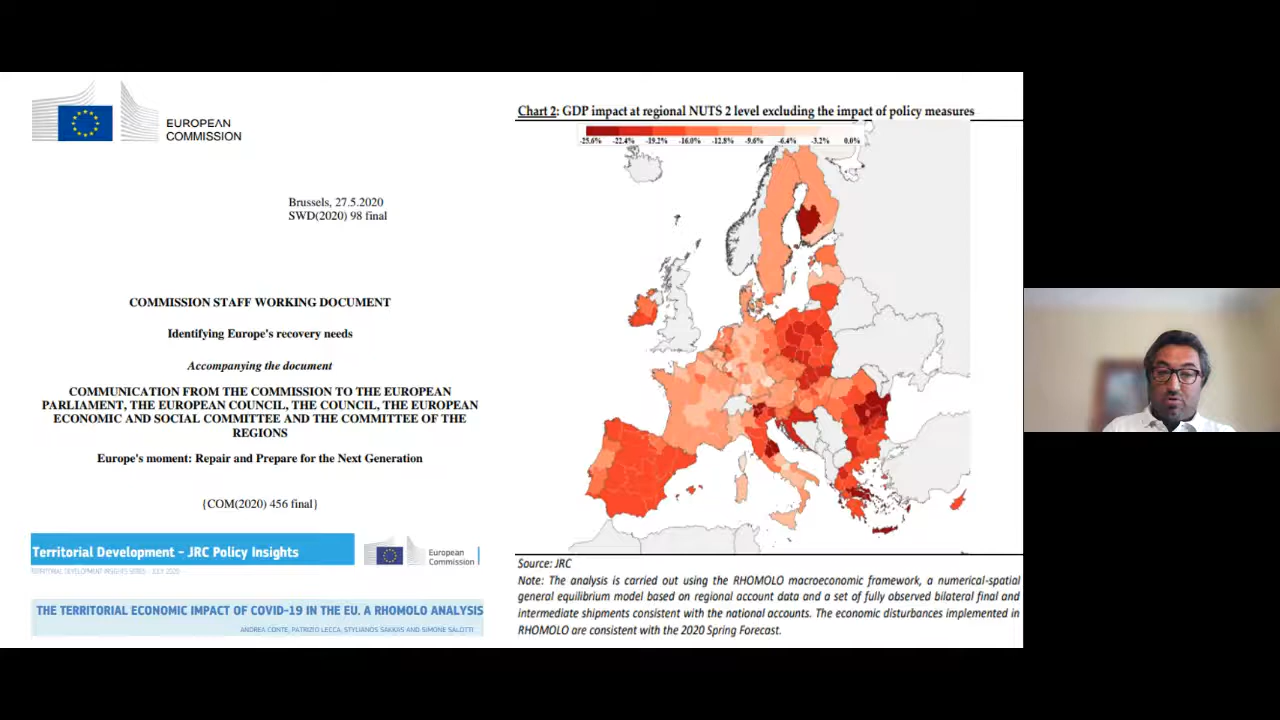 EUROPEAN
COMMISSION
Brussels, 27.5.2020
SWD(2020) 98 final
COMMISSION STAFF WORKING DOCUMENT
Identifying Europe's recovery needs
Accompanying the document
COMMUNICATION FROM THE COMMISSION TO THE EUROPEAN
PARLIAMENT, THE EUROPEAN COUNCIL, THE COUNCIL, THE EUROPEAN
ECONOMIC AND SOCIAL COMMITTEE AND THE COMMITTEE OF THE
REGIONS
Europe's moment: Repair and Prepare for the Next Generation
{COM(2020) 456 final}
Territorial Development - JRC Policy Insights
European
Commission
TERRITORIAL DEVELOPMENT INSIGHTS SERIES - JULY 2020
THE TERRITORIAL ECONOMIC IMPACT OF COVID-19 IN THE EU. A RHOMOLO ANALYSIS
ANDREA CONTE, PATRIZIO LECCA, STYLIANOS SAKKAS AND SIMONE SALOTTI
Chart 2: GDP impact at regional NUTS 2 level excluding the impact of policy measures
-25.6% -22.4% -19.2% -16.0% -12.8% -9.6% -6.4% -3.2% 0.0%
Source: JRC
Note: The analysis is carried out using the RHOMOLO macroeconomic framework, a numerical-spatial
general equilibrium model based on regional account data and a set of fully observed bilateral final and
intermediate shipments consistent with the national accounts. The economic disturbances implemented in
RHOMOLO are consistent with the 2020 Spring Forecast.